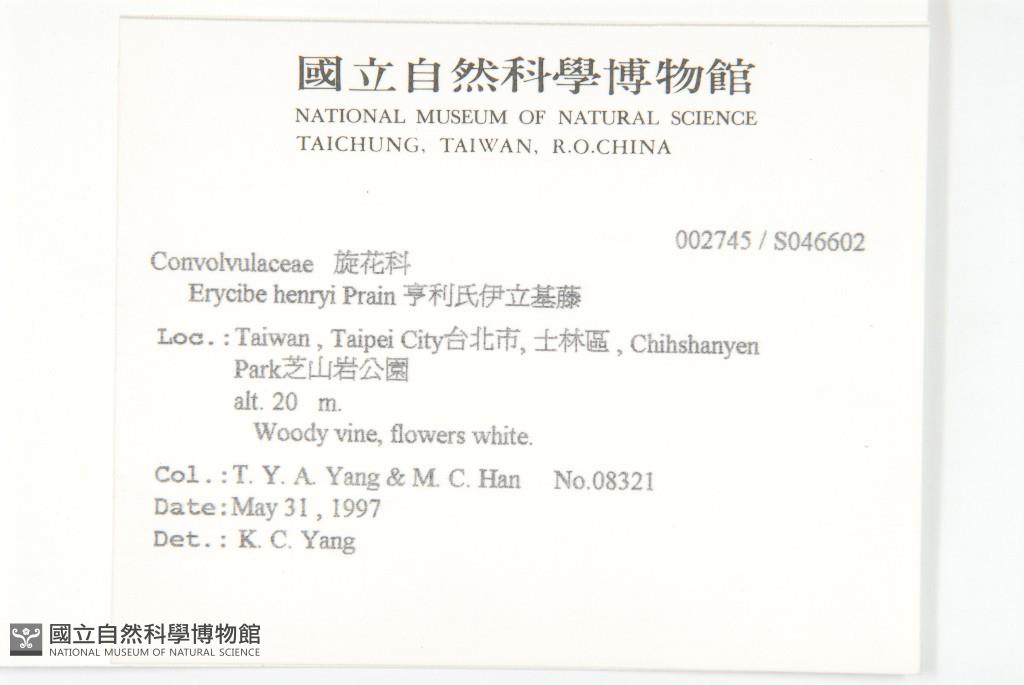 國立自然科學博物館
NATIONAL MUSEUM OF NATURAL SCIENCE
TAICHUNG, TAIWAN, R.O.CHINA
002745 / S046602
Convolvulaceae 旋花科
Erycibe henryi Prain 亨利氏伊立基藤
Loc.:Taiwan , Taipei City台北市, 士林區 , Chihshanyen
Park芝山岩公園
alt. 20 m.
Woody vine, flowers white.
Col.:T. Y. A. Yang & M. C. Han No.08321
Date:May 31 , 1997
Det.: K. C. Yang
國立自然科學博物館
NATIONAL MUSEUM OF NATURAL SCIENCE